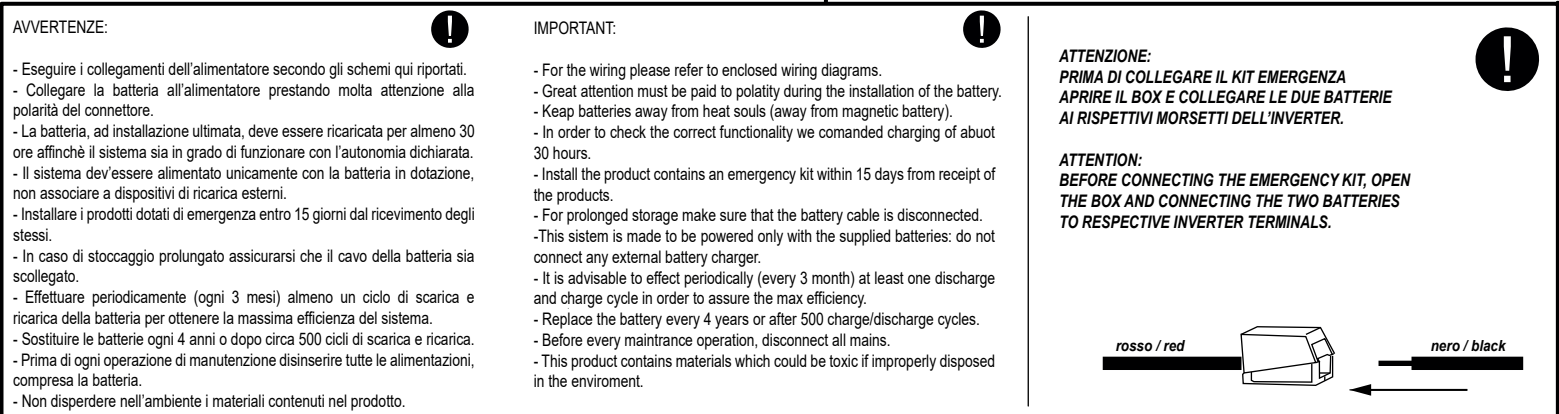 AVVERTENZE:
- Eseguire i collegamenti dell'alimentatore secondo gli schemi qui riportati.
- Collegare la batteria all'alimentatore prestando molta attenzione alla
polarità del connettore.
- La batteria, ad installazione ultimata, deve essere ricaricata per almeno 30
ore affinchè il sistema sia in grado di funzionare con l'autonomia dichiarata.
- Il sistema dev'essere alimentato unicamente con la batteria in dotazione,
non associare a dispositivi di ricarica esterni.
- Installare i prodotti dotati di emergenza entro 15 giorni dal ricevimento degli
stessi.
- In caso di stoccaggio prolungato assicurarsi che il cavo della batteria sia
scollegato.
- Effettuare periodicamente (ogni 3 mesi) almeno un ciclo di scarica e
ricarica della batteria per ottenere la massima efficienza del sistema.
- Sostituire le batterie ogni 4 anni o dopo circa 500 cicli di scarica e ricarica.
- Prima di ogni operazione di manutenzione disinserire tutte le alimentazioni,
compresa la batteria.
- Non disperdere nell'ambiente i materiali contenuti nel prodotto.
IMPORTANT:
- For the wiring please refer to enclosed wiring diagrams.
- Great attention must be paid to polatity during the installation of the battery.
- Keap batteries away from heat souls (away from magnetic battery).
- In order to check the correct functionality we comanded charging of abuot
30 hours.
- Install the product contains an emergency kit within 15 days from receipt of
the products.
- For prolonged storage make sure that the battery cable is disconnected.
-This sistem is made to be powered only with the supplied batteries: do not
connect any external battery charger.
- It is advisable to effect periodically (every 3 month) at least one discharge
and charge cycle in order to assure the max efficiency.
- Replace the battery every 4 years or after 500 charge/discharge cycles.
- Before every maintrance operation, disconnect all mains.
- This product contains materials which could be toxic if improperly disposed
in the enviroment.
ATTENZIONE:
PRIMA DI COLLEGARE IL KIT EMERGENZA
APRIRE IL BOX E COLLEGARE LE DUE BATTERIE
AI RISPETTIVI MORSETTI DELL'INVERTER.
ATTENTION:
BEFORE CONNECTING THE EMERGENCY KIT, OPEN
THE BOX AND CONNECTING THE TWO BATTERIES
TO RESPECTIVE INVERTER TERMINALS.
rosso / red
nero / black